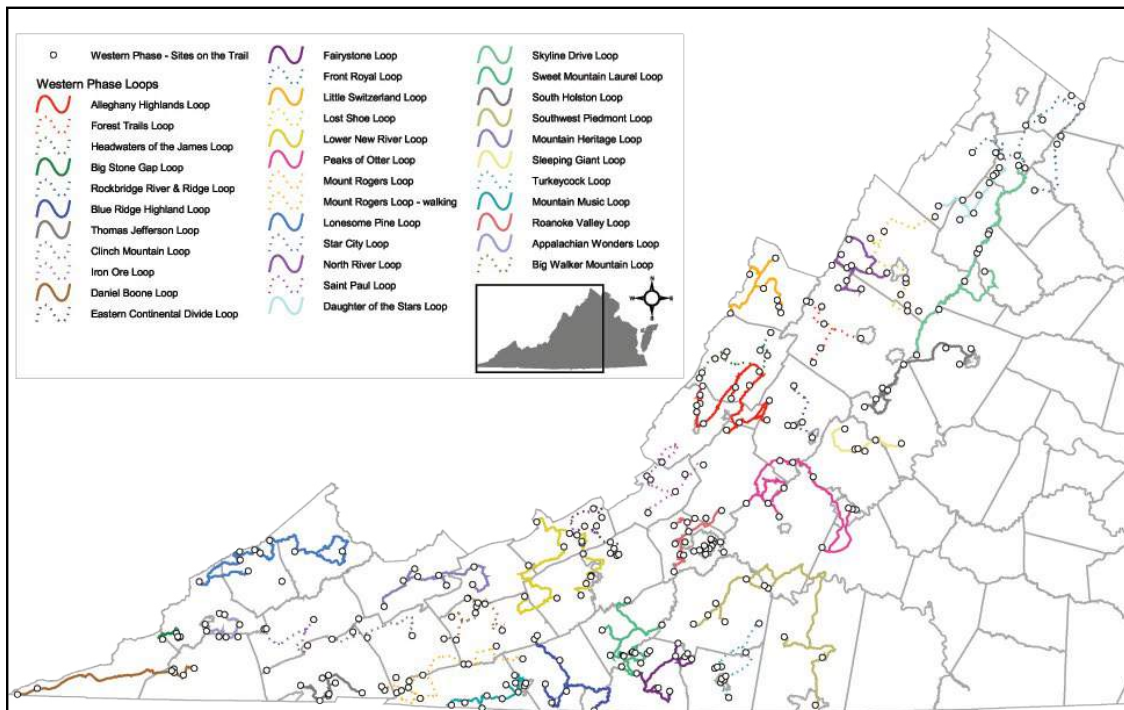 Western Phase - Sites on the Trail
Western Phase Loops
Alleghany Highlands Loop
Forest Trails Loop
Headwaters of the James Loop
Big Stone Gap Loop
Rockbridge River & Ridge Loop
Blue Ridge Highland Loop
Thomas Jefferson Loop
Clinch Mountain Loop
Iron Ore Loop
Daniel Boone Loop
Eastern Continental Divide Loop
Fairystone Loop
Front Royal Loop
Little Switzerland Loop
Lost Shoe Loop
Lower New River Loop
Peaks of Otter Loop
Mount Rogers Loop
Mount Rogers Loop - walking
Lonesome Pine Loop
Star City Loop
North River Loop
Saint Paul Loop
Daughter of the Stars Loop
Skyline Drive Loop
Sweet Mountain Laurel Loop
South Holston Loop
Southwest Piedmont Loop
Mountain Heritage Loop
Sleeping Giant Loop
Turkeycock Loop
Mountain Music Loop
Roanoke Valley Loop
Appalachian Wonders Loop
Big Walker Mountain Loop
N
W E
S